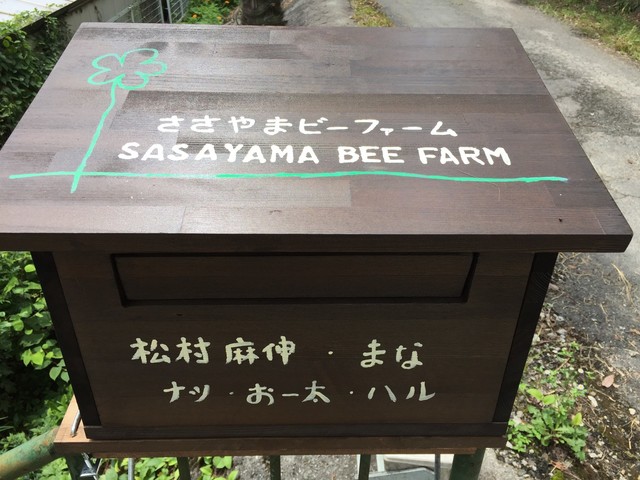 ささやまビーファーム
SASAYAMA BEE FARM
松村 麻伸 ・ まな
ナツ ・ おー太 ・ ハル